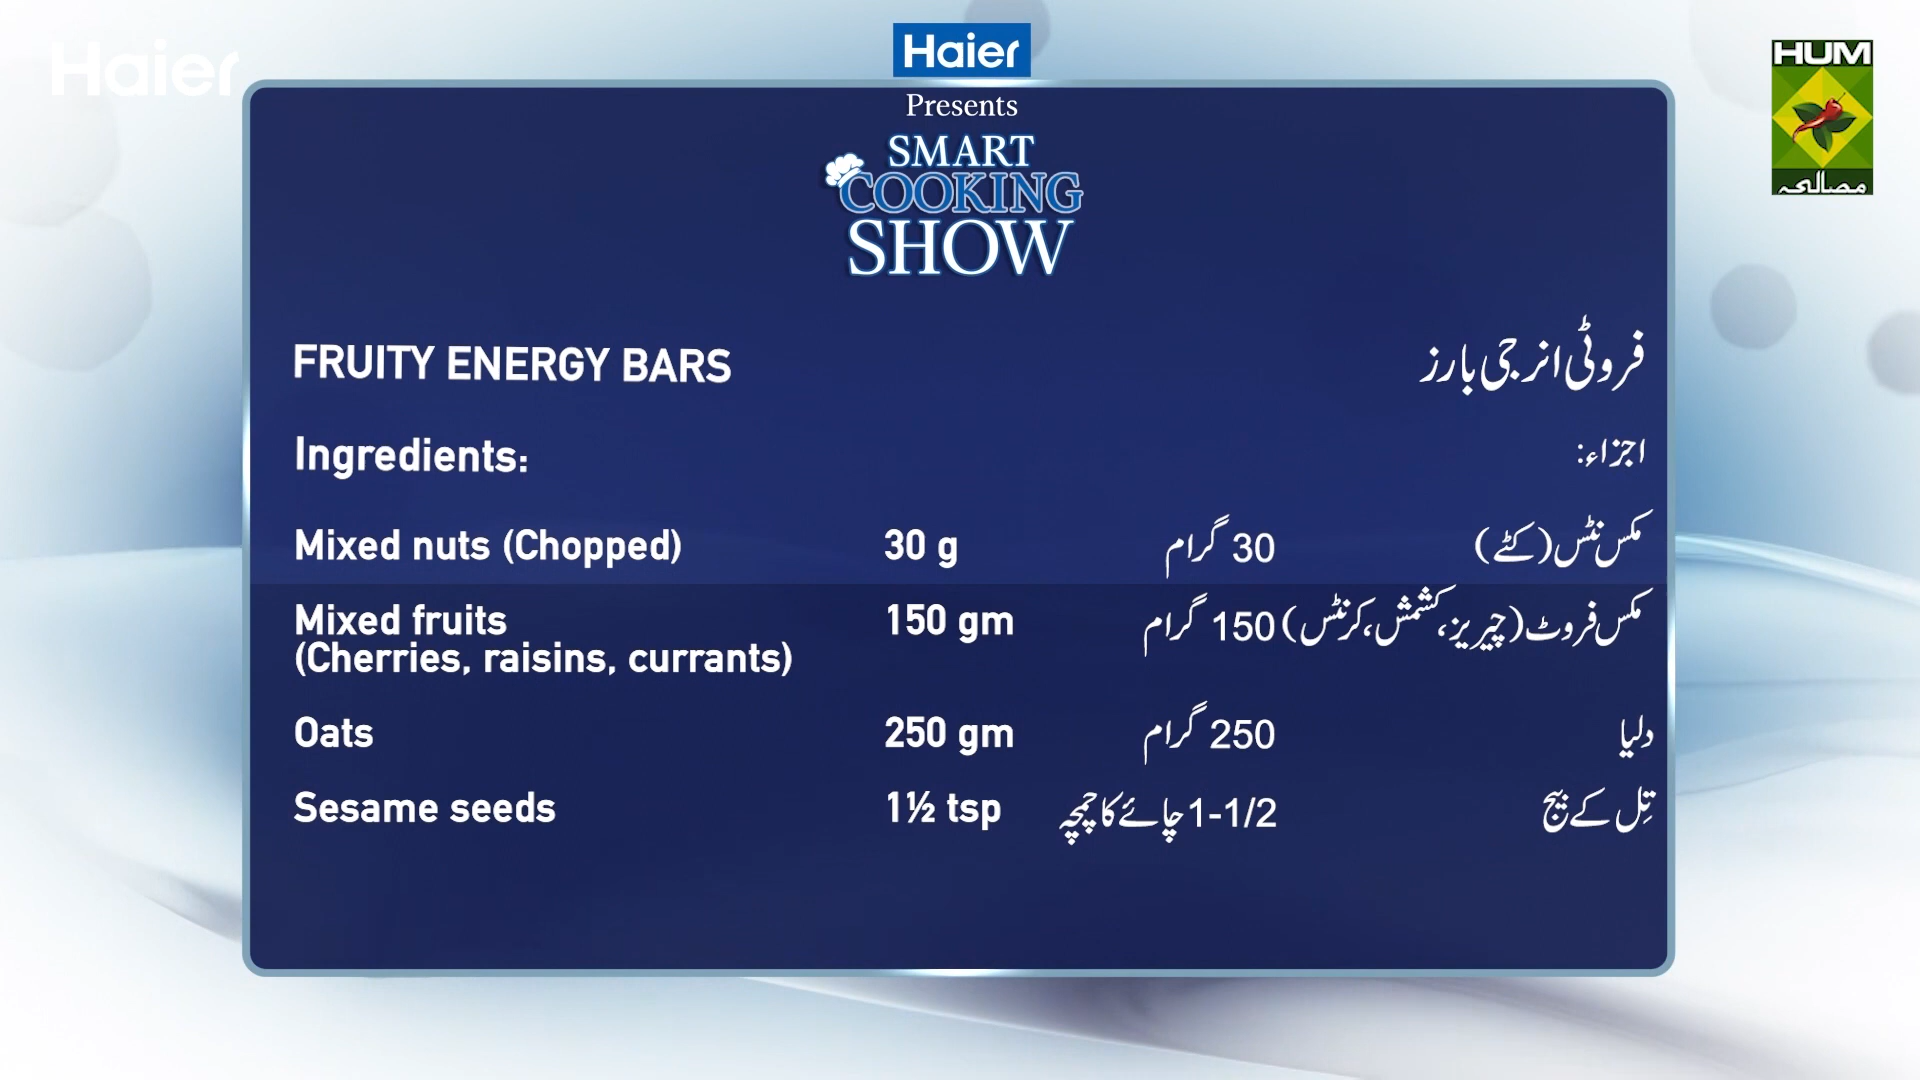 Haier
Haier
HUM
مصالحہ
Presents
SMART
COOKING
SHOW
FRUITY ENERGY BARS
فروٹی انرجی بارز
Ingredients:
اجزاء:
Mixed nuts (Chopped) 30 g
مکس نٹس (کٹے) 30 گرام
Mixed fruits 150 gm
(Cherries, raisins, currants)
مکس فروٹ (چیریز، کشمش، کرنٹس) 150 گرام
Oats 250 gm
دلیا 250 گرام
Sesame seeds 1½ tsp
تِل کے بیج 1-1/2 چائے کا چمچہ